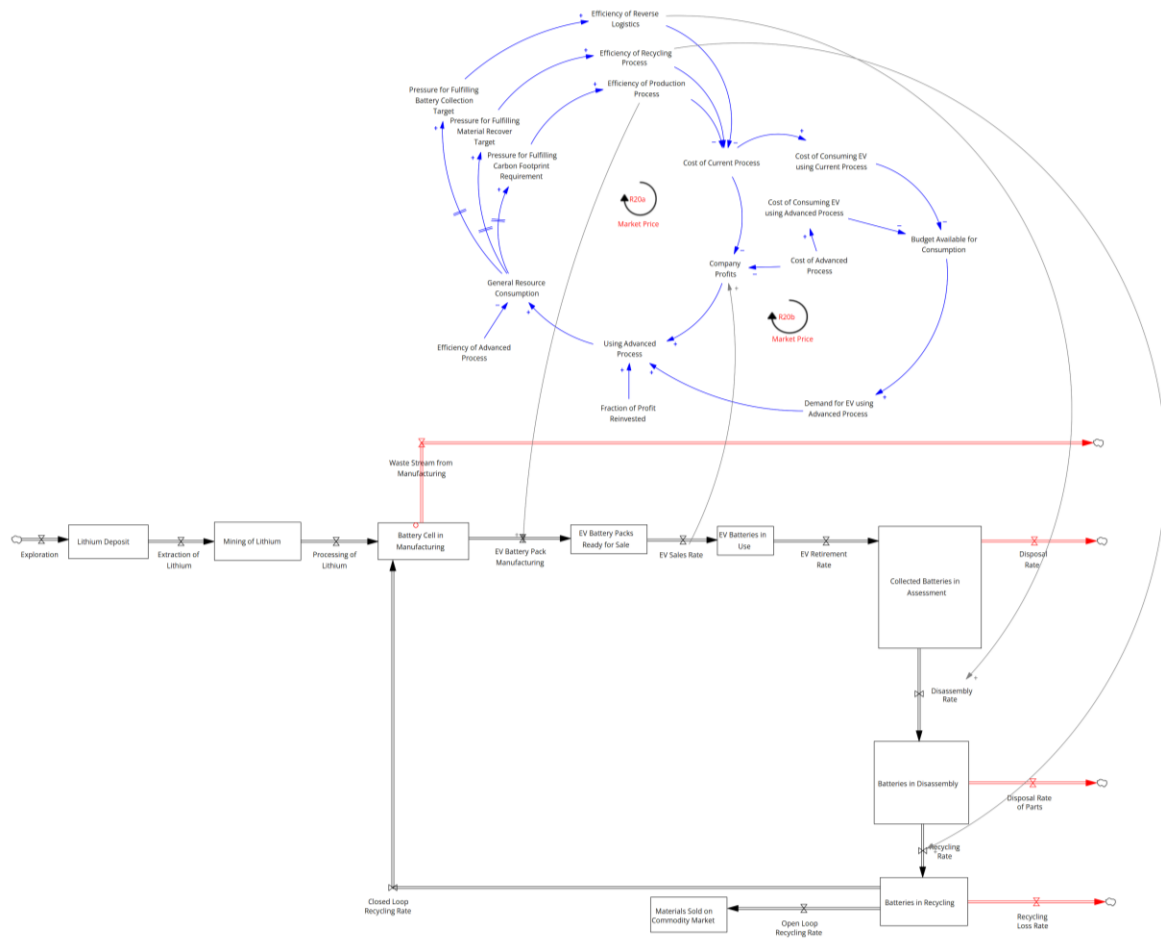 Efficiency of Reverse
Logistics
Efficiency of Recycling
Process
Efficiency of Production
Process
Pressure for Fulfilling
Battery Collection
Target
Pressure for Fulfilling
Material Recover
Target
Pressure for Fulfilling
Carbon Footprint
Requirement
Cost of Current Process
Cost of Consuming EV
using Current Process
R20a
Market Price
Cost of Consuming EV
using Advanced Process
Budget Available for
Consumption
Company
Profits
Cost of Advanced
Process
General Resource
Consumption
R20b
Market Price
Efficiency of Advanced
Process
Using Advanced
Process
Fraction of Profit
Reinvested
Demand for EV using
Advanced Process
Waste Stream from
Manufacturing
Exploration
Lithium Deposit
Extraction of
Lithium
Mining of Lithium
Processing of
Lithium
Battery Cell in
Manufacturing
EV Battery Pack
Manufacturing
EV Battery Packs
Ready for Sale
EV Sales Rate
EV Batteries in
Use
EV Retirement
Rate
Collected Batteries in
Assessment
Disposal
Rate
Disassembly
Rate
Batteries in Disassembly
Disposal Rate
of Parts
Recycling
Rate
Closed Loop
Recycling Rate
Materials Sold on
Commodity Market
Open Loop
Recycling Rate
Batteries in Recycling
Recycling
Loss Rate